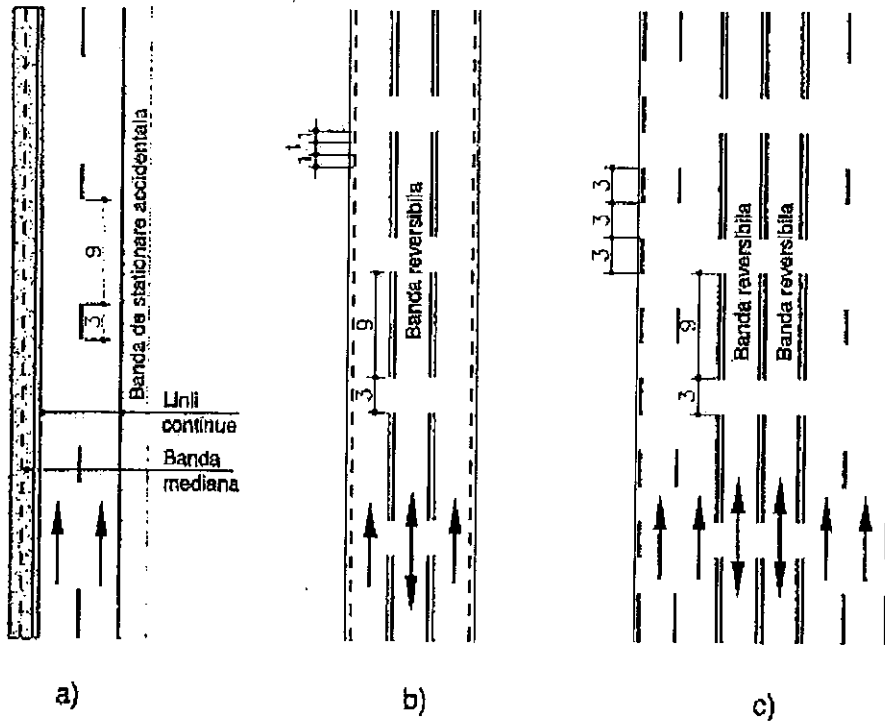 Banda de stationare accidentala
9
3
Linii
continue
Banda
mediana
a)
1
1
1
Banda reversibila
9
3
b)
3
3
3
Banda reversibila
Banda reversibila
9
3
c)